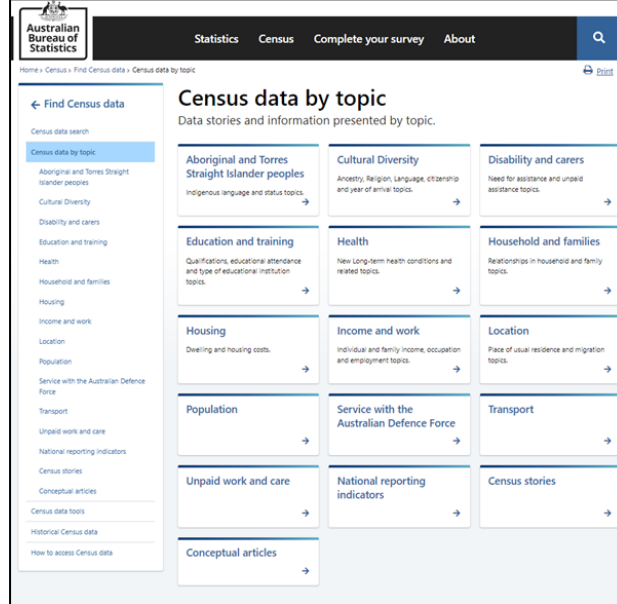 Australian
Bureau of
Statistics
Statistics Census Complete your survey About
Home > Census > Find Census data > Census data by topic
Print
← Find Census data
Census data search
Census data by topic
Aboriginal and Torres Straight
Islander peoples
Cultural Diversity
Disability and carers
Education and training
Health
Household and families
Housing
Income and work
Location
Population
Service with the Australian Defence
Force
Transport
Unpaid work and care
National reporting indicators
Census stories
Conceptual articles
Census data tools
Historical Census data
How to access Census data
Census data by topic
Data stories and information presented by topic.
Aboriginal and Torres
Straight Islander peoples
Indigenous language and status topics.
Cultural Diversity
Ancestry, Religion, Language, citizenship
and year of arrival topics.
Disability and carers
Need for assistance and unpaid
assistance topics.
Education and training
Qualifications, educational attendance
and type of educational institution
topics.
Health
New Long-term health conditions and
related topics.
Household and families
Relationships in household and family
topics.
Housing
Dwelling and housing costs.
Income and work
Individual and family income, occupation
and employment topics.
Location
Place of usual residence and migration
topics.
Population
Service with the
Australian Defence Force
Transport
Unpaid work and care
National reporting
indicators
Census stories
Conceptual articles